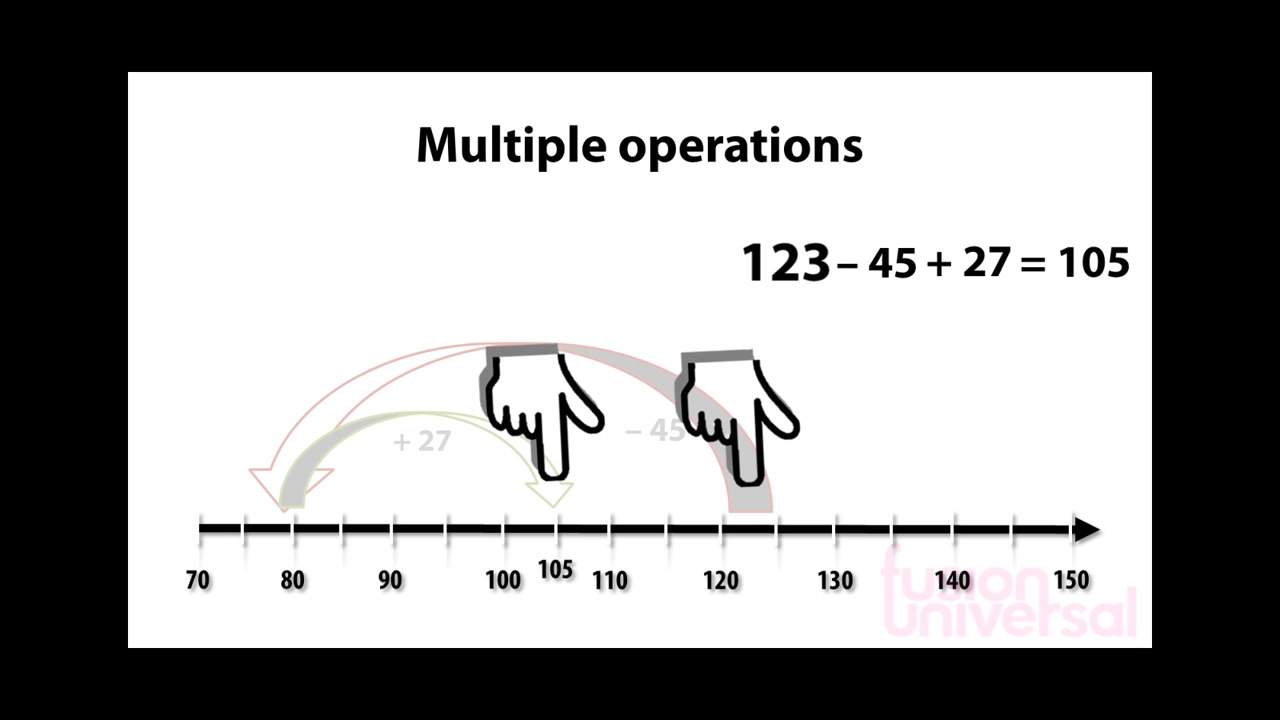 Multiple operations
123 – 45 + 27 = 105
+ 27
– 45
70 80 90 100 105 110 120 130 140 150
fusion
universal